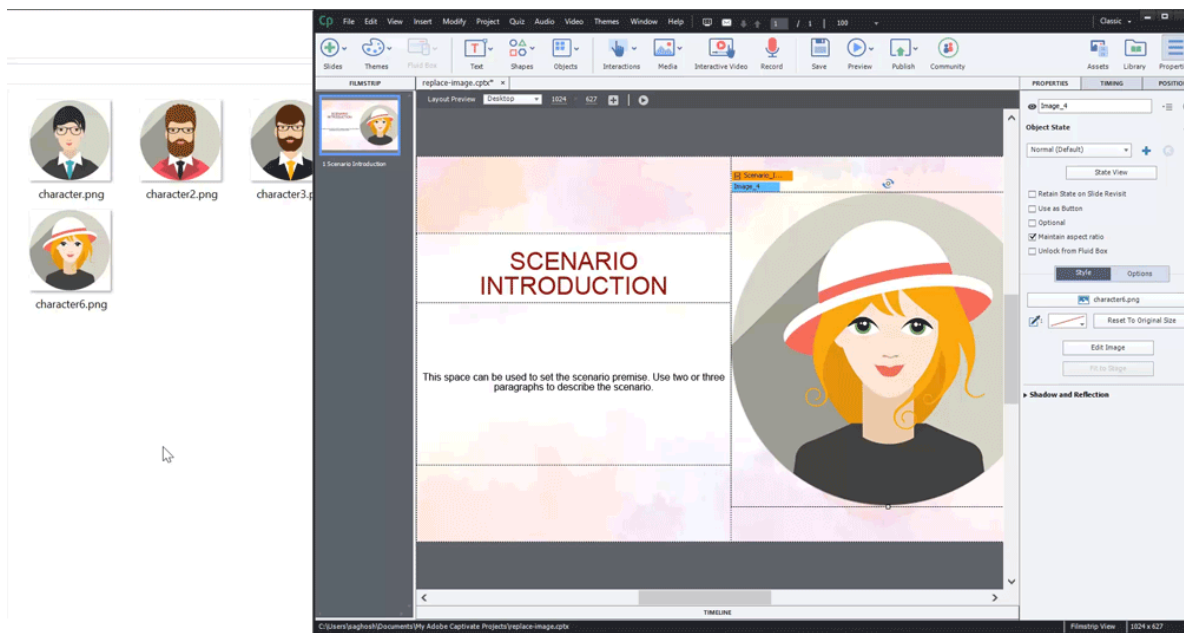 Cp File Edit View Insert Modify Project Quiz Audio Video Themes Window Help 1 / 1 100 Classic
Slides Themes Fluid Box Text Shapes Objects Interactions Media Interactive Video Record Save Preview Publish Community Assets Library Properti
FILMSTRIP
replace-image.cptx*
Layout Preview Desktop 1024 627
1 Scenario Introduction
character.png
character2.png
character3.p
character6.png
Scenario_I...
Image_4
SCENARIO
INTRODUCTION
This space can be used to set the scenario premise. Use two or three
paragraphs to describe the scenario.
PROPERTIES TIMING POSITIO
Image_4
Object State
Normal (Default)
State View
Retain State on Slide Revisit
Use as Button
Optional
Maintain aspect ratio
Unlock from Fluid Box
Style Options
character6.png
Reset To Original Size
Edit Image
Fit to Stage
Shadow and Reflection
TIMELINE
C:\Users\saghosh\Documents\My Adobe Captivate Projects\replace-image.cptx Filmstrip View 1024 x 627